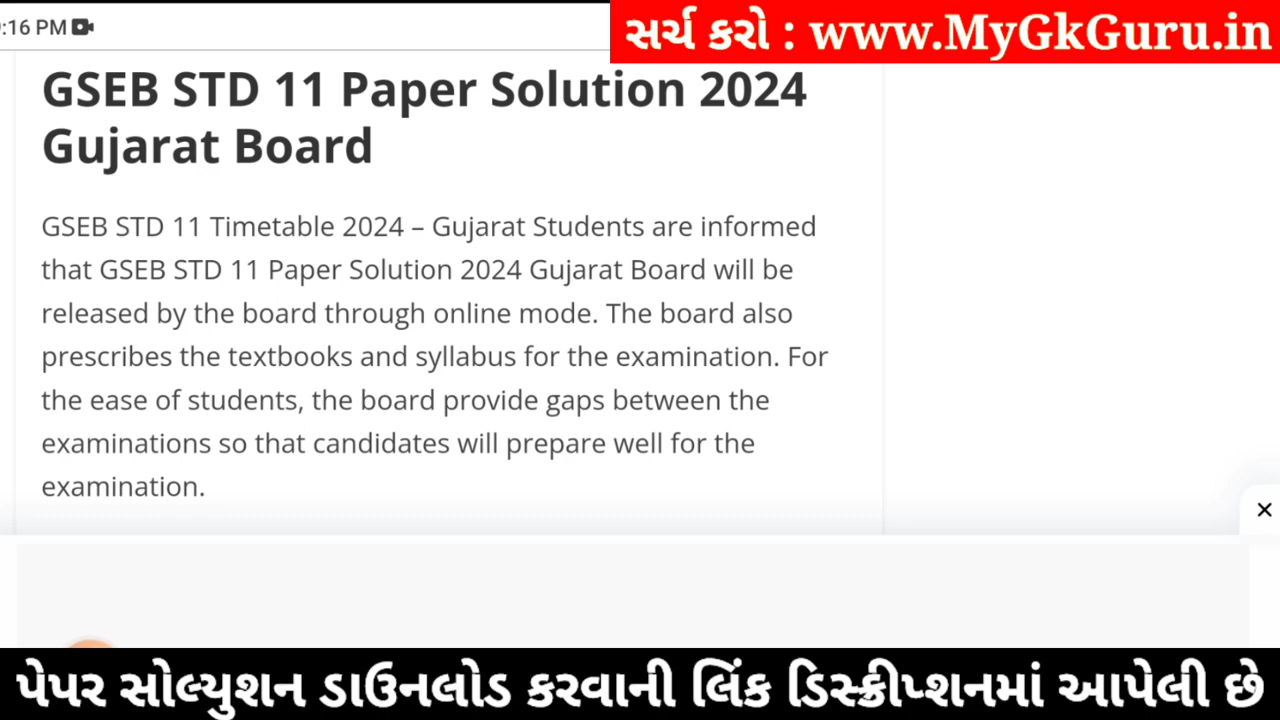 :16 PM
સર્ચ કરો : www.MyGkGuru.in
GSEB STD 11 Paper Solution 2024
Gujarat Board
GSEB STD 11 Timetable 2024 – Gujarat Students are informed
that GSEB STD 11 Paper Solution 2024 Gujarat Board will be
released by the board through online mode. The board also
prescribes the textbooks and syllabus for the examination. For
the ease of students, the board provide gaps between the
examinations so that candidates will prepare well for the
examination.
પેપર સોલ્યુશન ડાઉનલોડ કરવાની લિંક ડિસ્ક્રીપ્શનમાં આપેલી છે